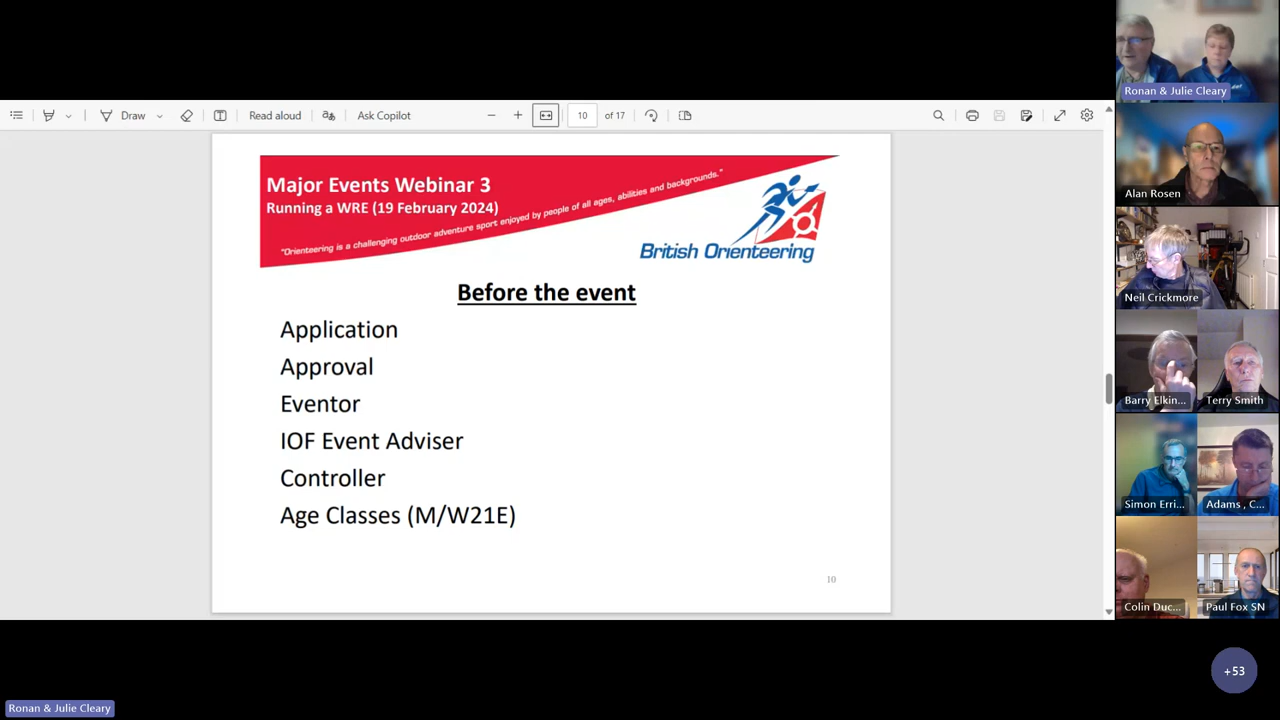 Draw
Read aloud
Ask Copilot
10
of 17
Major Events Webinar 3
Running a WRE (19 February 2024)
"Orienteering is a challenging outdoor adventure sport enjoyed by people of all ages, abilities and backgrounds."
British Orienteering
Before the event
Application
Approval
Eventor
IOF Event Adviser
Controller
Age Classes (M/W21E)
10
Ronan & Julie Cleary
Alan Rosen
Neil Crickmore
Barry Elkin...
Terry Smith
Simon Erri...
Adams , C...
Colin Duc...
Paul Fox SN
+53
Ronan & Julie Cleary